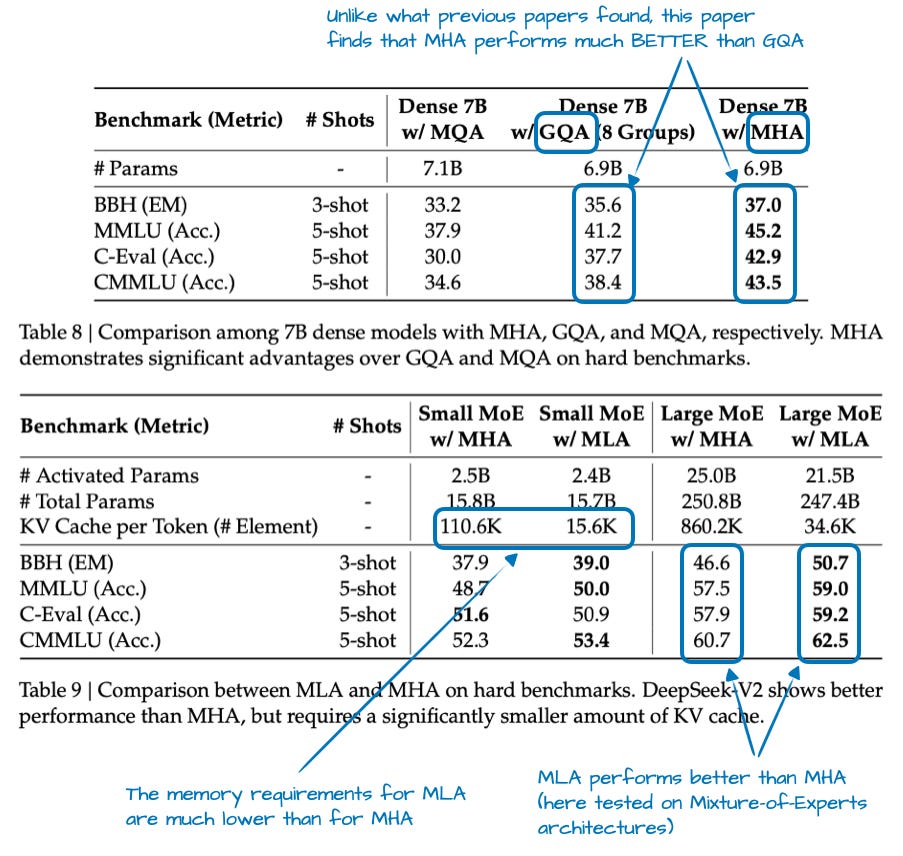 Unlike what previous papers found, this paper
finds that MHA performs much BETTER than GQA
Benchmark (Metric) # Shots Dense 7B w/ MQA Dense 7B w/ GQA (8 Groups) Dense 7B w/ MHA
# Params - 7.1B 6.9B 6.9B
BBH (EM) 3-shot 33.2 35.6 37.0
MMLU (Acc.) 5-shot 37.9 41.2 45.2
C-Eval (Acc.) 5-shot 30.0 37.7 42.9
CMMLU (Acc.) 5-shot 34.6 38.4 43.5
Table 8 | Comparison among 7B dense models with MHA, GQA, and MQA, respectively. MHA
demonstrates significant advantages over GQA and MQA on hard benchmarks.
Benchmark (Metric) # Shots Small MoE w/ MHA Small MoE w/ MLA Large MoE w/ MHA Large MoE w/ MLA
# Activated Params - 2.5B 2.4B 25.0B 21.5B
# Total Params - 15.8B 15.7B 250.8B 247.4B
KV Cache per Token (# Element) - 110.6K 15.6K 860.2K 34.6K
BBH (EM) 3-shot 37.9 39.0 46.6 50.7
MMLU (Acc.) 5-shot 48.7 50.0 57.5 59.0
C-Eval (Acc.) 5-shot 51.6 50.9 57.9 59.2
CMMLU (Acc.) 5-shot 52.3 53.4 60.7 62.5
Table 9 | Comparison between MLA and MHA on hard benchmarks. DeepSeek-V2 shows better
performance than MHA, but requires a significantly smaller amount of KV cache.
The memory requirements for MLA
are much lower than for MHA
MLA performs better than MHA
(here tested on Mixture-of-Experts
architectures)